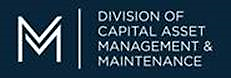 M
DIVISION OF
CAPITAL ASSET
MANAGEMENT &
MAINTENANCE